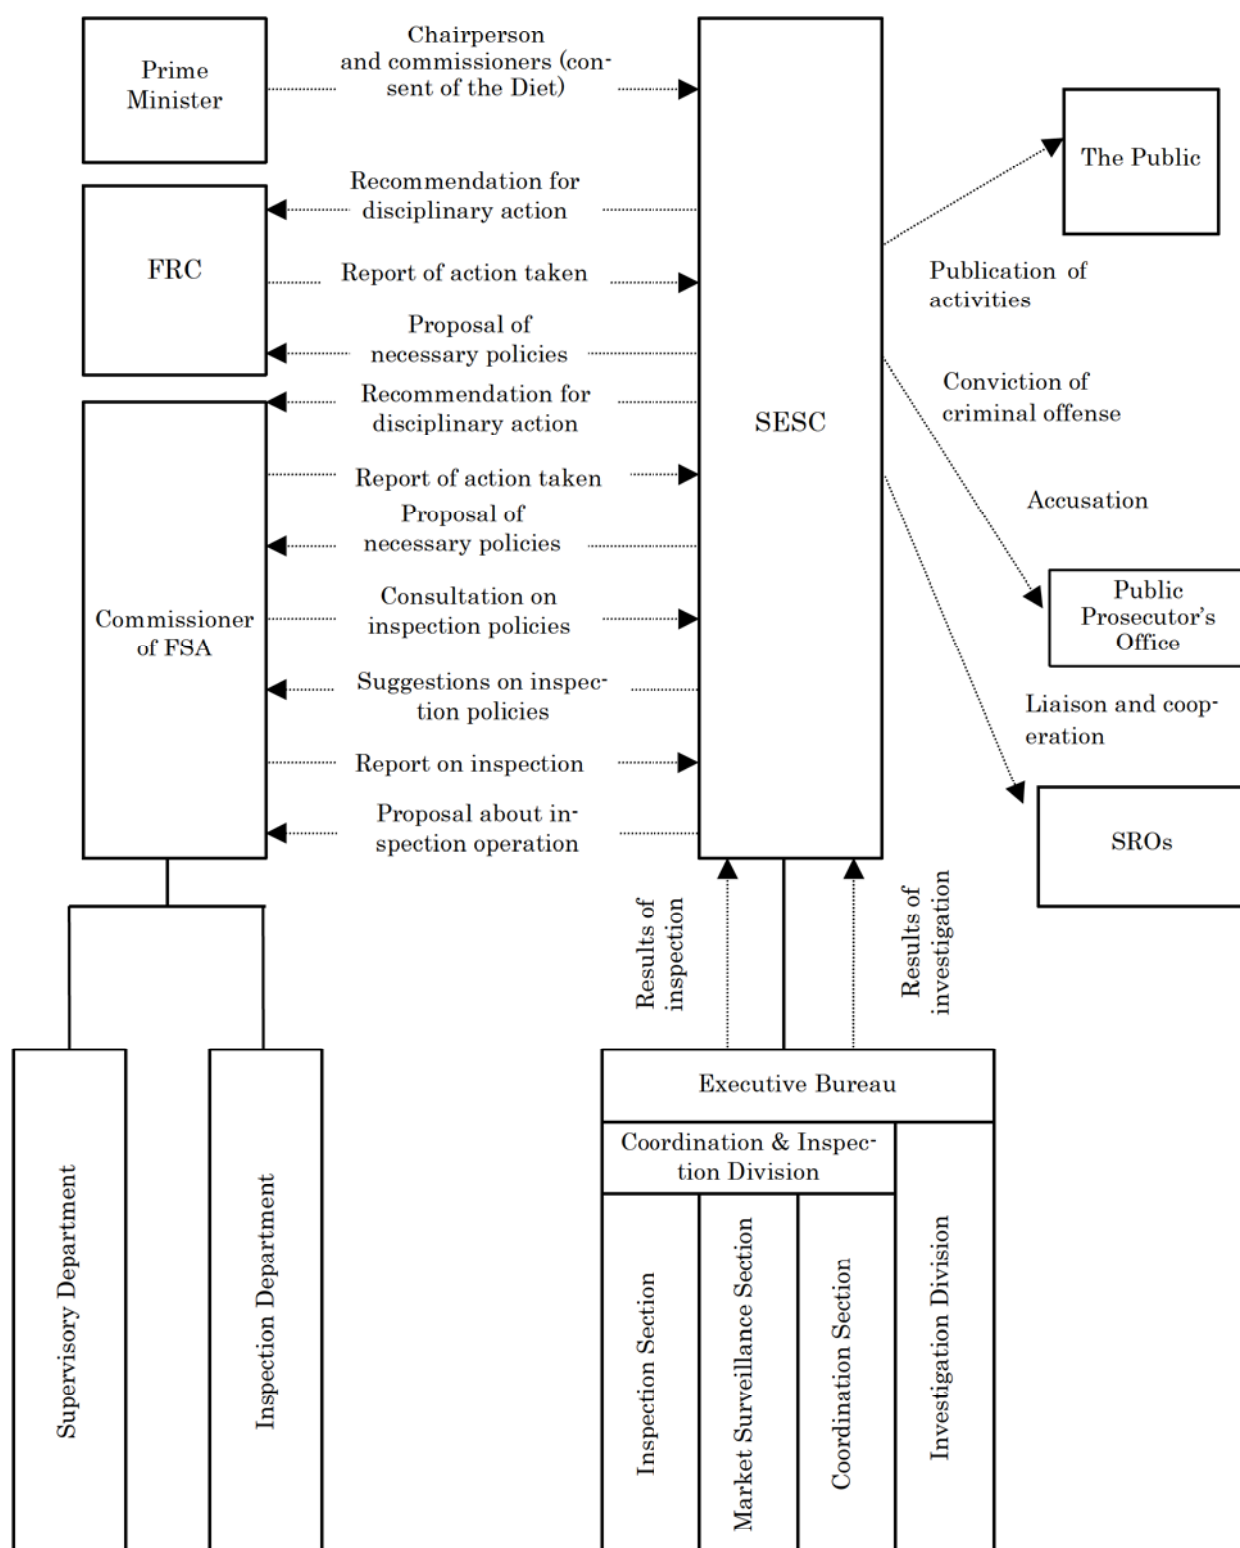 Prime
Minister
Chairperson
and commissioners (con-
sent of the Diet)
The Public
FRC
Recommendation for
disciplinary action
Report of action taken
Proposal of
necessary policies
Publication of
activities
SESC
Recommendation for
disciplinary action
Report of action taken
Proposal of
necessary policies
Conviction of
criminal offense
Accusation
Commissioner
of FSA
Consultation on
inspection policies
Suggestions on inspec-
tion policies
Report on inspection
Proposal about in-
spection operation
Public
Prosecutor's
Office
Liaison and coop-
eration
SROs
Results of
inspection
Results of
investigation
Supervisory Department
Inspection Department
Executive Bureau
Coordination & Inspec-
tion Division
Inspection Section
Market Surveillance Section
Coordination Section
Investigation Division